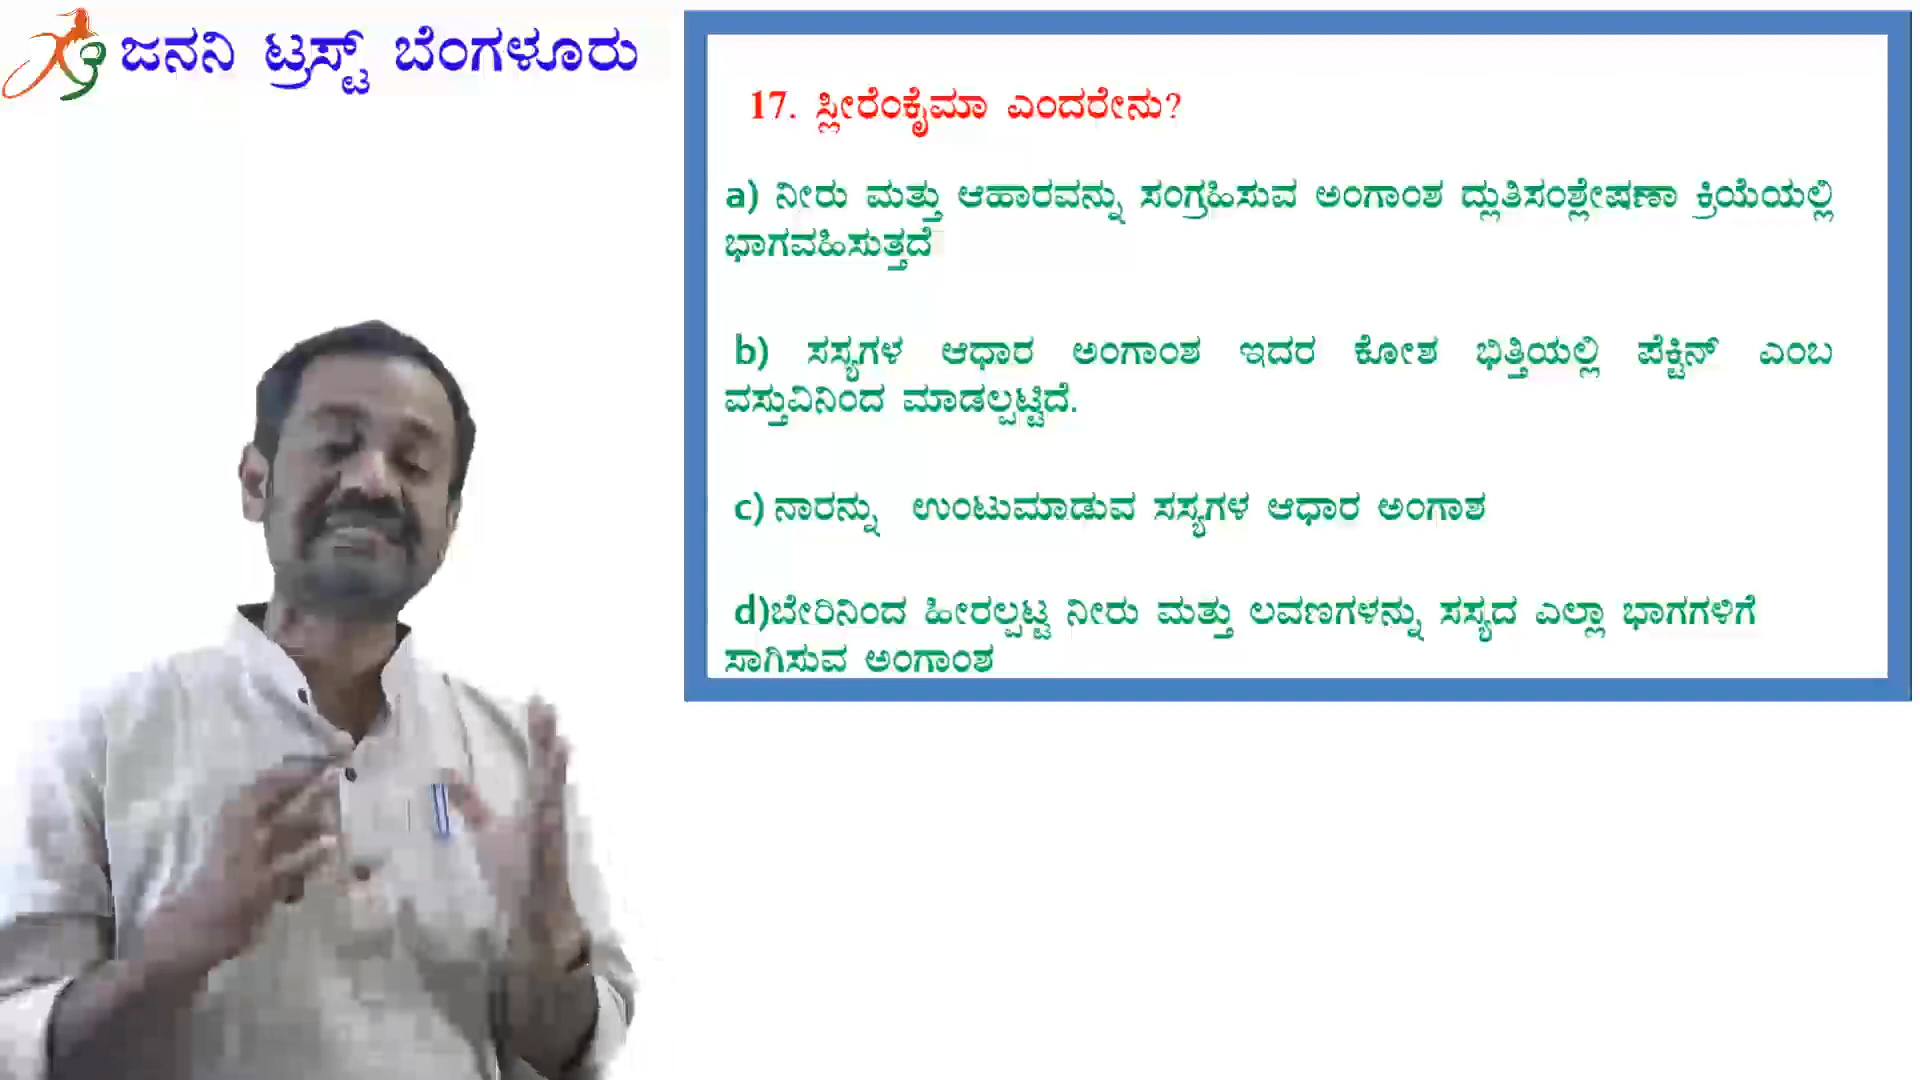 ಜನನಿ ಟ್ರಸ್ಟ್ ಬೆಂಗಳೂರು
17. ಸ್ಲೀರೆಂಕೈಮಾ ಎಂದರೇನು?
a) ನೀರು ಮತ್ತು ಆಹಾರವನ್ನು ಸಂಗ್ರಹಿಸುವ ಅಂಗಾಂಶ ದ್ಲುತಿಸಂಶ್ಲೇಷಣಾ ಕ್ರಿಯೆಯಲ್ಲಿ
ಭಾಗವಹಿಸುತ್ತದೆ
b) ಸಸ್ಯಗಳ ಆಧಾರ ಅಂಗಾಂಶ ಇದರ ಕೋಶ ಭಿತ್ತಿಯಲ್ಲಿ ಪೆಕ್ಟಿನ್ ಎಂಬ
ವಸ್ತುವಿನಿಂದ ಮಾಡಲ್ಪಟ್ಟಿದೆ.
c) ನಾರನ್ನು ಉಂಟುಮಾಡುವ ಸಸ್ಯಗಳ ಆಧಾರ ಅಂಗಾಶ
d)ಬೇರಿನಿಂದ ಹೀರಲ್ಪಟ್ಟ ನೀರು ಮತ್ತು ಲವಣಗಳನ್ನು ಸಸ್ಯದ ಎಲ್ಲಾ ಭಾಗಗಳಿಗೆ
ಸಾಗಿಸುವ ಅಂಗಾಂಶ